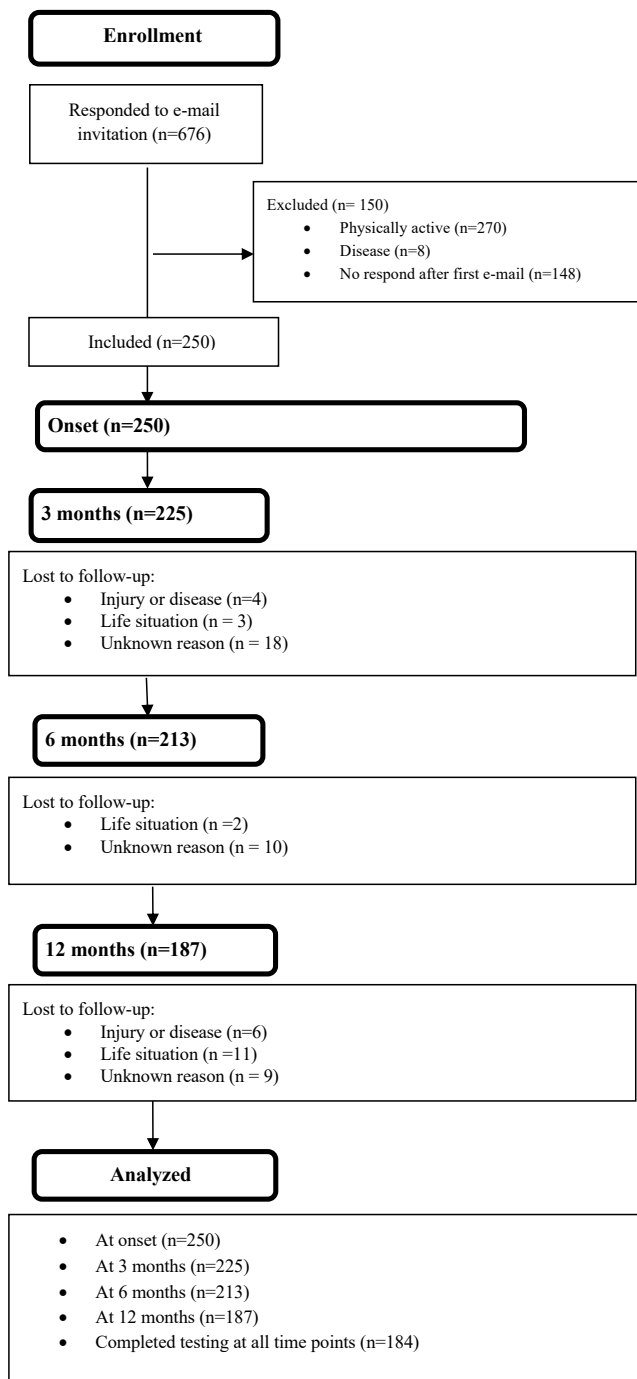 Enrollment
Responded to e-mail
invitation (n=676)
Excluded (n= 150)
• Physically active (n=270)
• Disease (n=8)
• No respond after first e-mail (n=148)
Included (n=250)
Onset (n=250)
3 months (n=225)
Lost to follow-up:
• Injury or disease (n=4)
• Life situation (n = 3)
• Unknown reason (n = 18)
6 months (n=213)
Lost to follow-up:
• Life situation (n =2)
• Unknown reason (n = 10)
12 months (n=187)
Lost to follow-up:
• Injury or disease (n=6)
• Life situation (n =11)
• Unknown reason (n = 9)
Analyzed
• At onset (n=250)
• At 3 months (n=225)
• At 6 months (n=213)
• At 12 months (n=187)
• Completed testing at all time points (n=184)